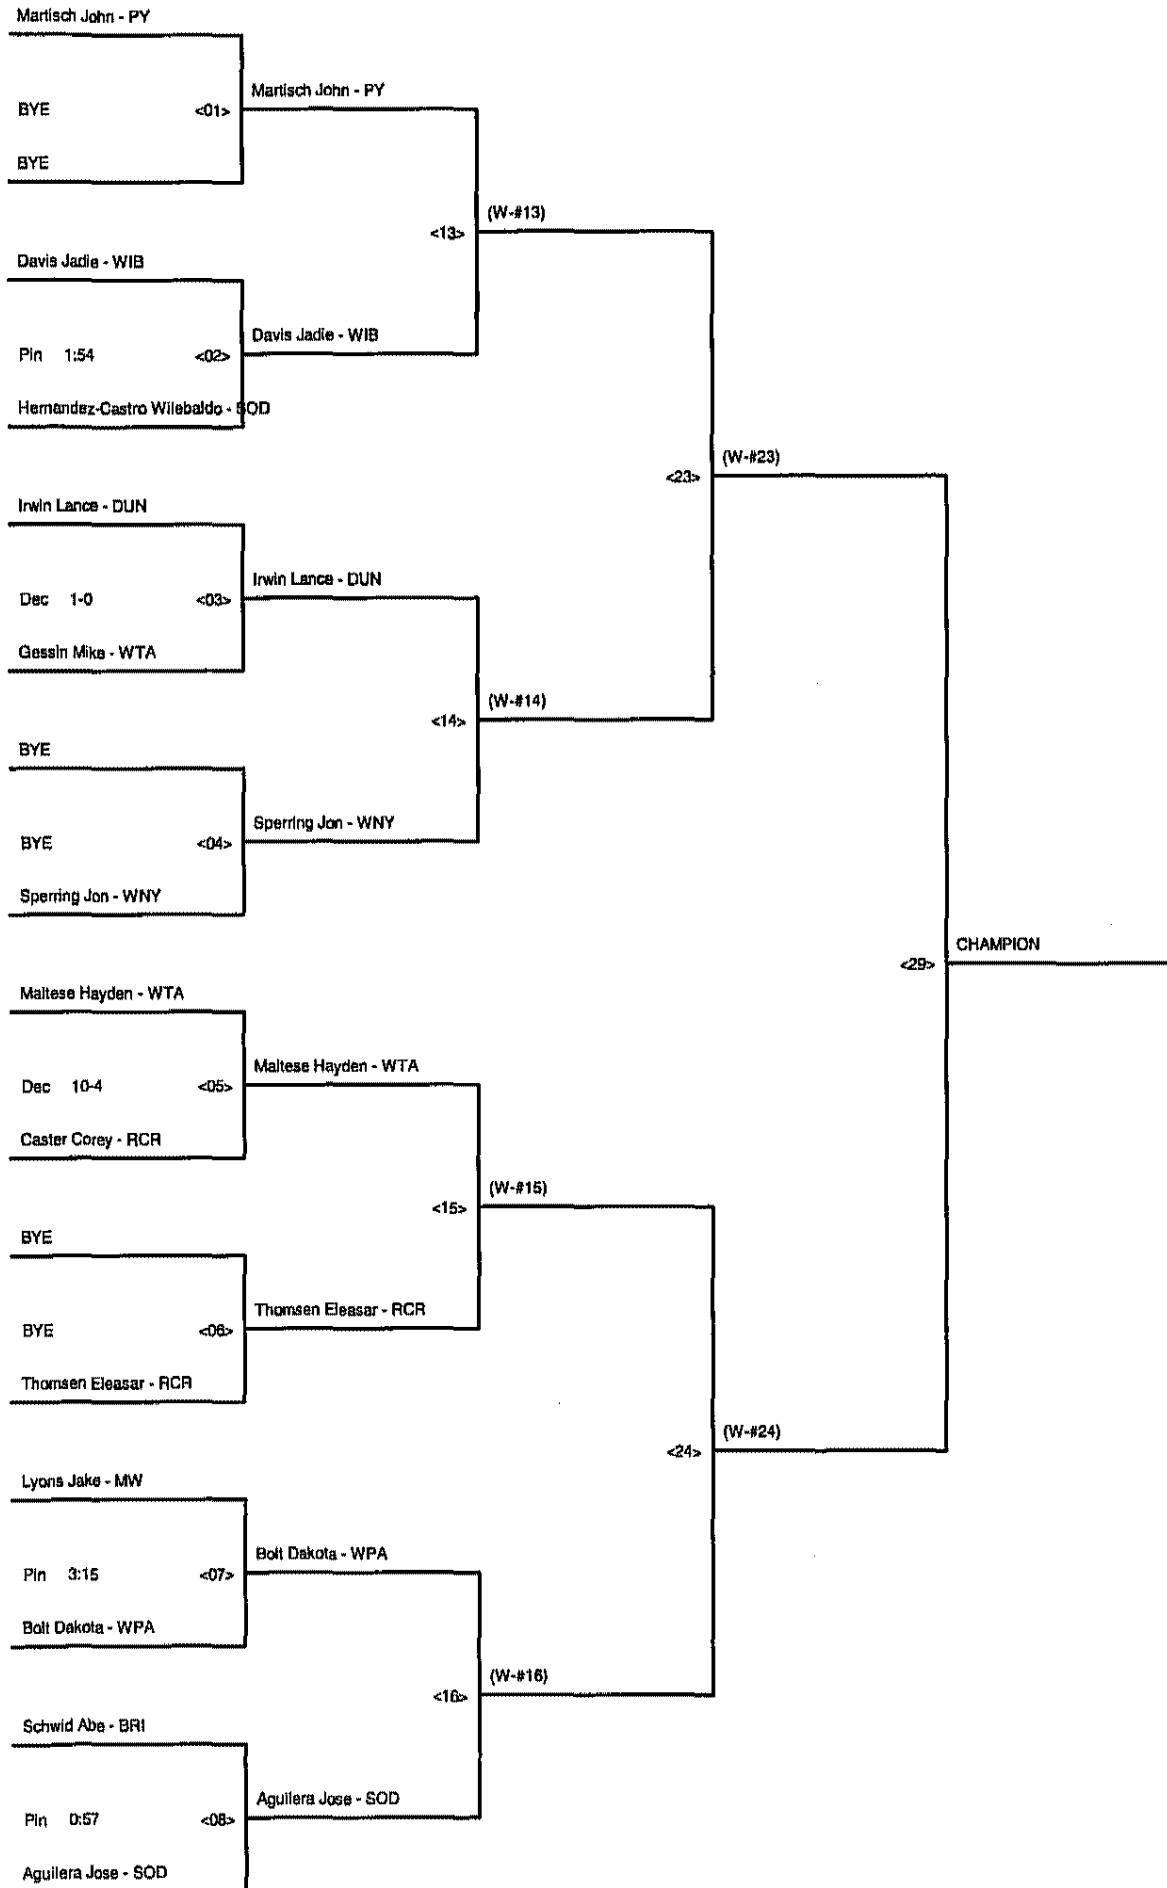 Martisch John - PY
Martisch John - PY
BYE <01>
BYE
(W-#13)
<13>
Davis Jadie - WIB
Davis Jadie - WIB
Pin 1:54 <02>
Hernandez-Castro Wilebaldo - SOD
(W-#23)
<23>
Irwin Lance - DUN
Irwin Lance - DUN
Dec 1-0 <03>
Gessin Mike - WTA
(W-#14)
<14>
BYE
Sperring Jon - WNY
BYE <04>
Sperring Jon - WNY
CHAMPION
<29>
Maltese Hayden - WTA
Maltese Hayden - WTA
Dec 10-4 <05>
Caster Corey - RCR
(W-#15)
<15>
BYE
Thomsen Eleasar - RCR
BYE <06>
Thomsen Eleasar - RCR
(W-#24)
<24>
Lyons Jake - MW
Bolt Dakota - WPA
Pin 3:15 <07>
Bolt Dakota - WPA
(W-#16)
<16>
Schwid Abe - BRI
Aguilera Jose - SOD
Pin 0:57 <08>
Aguilera Jose - SOD